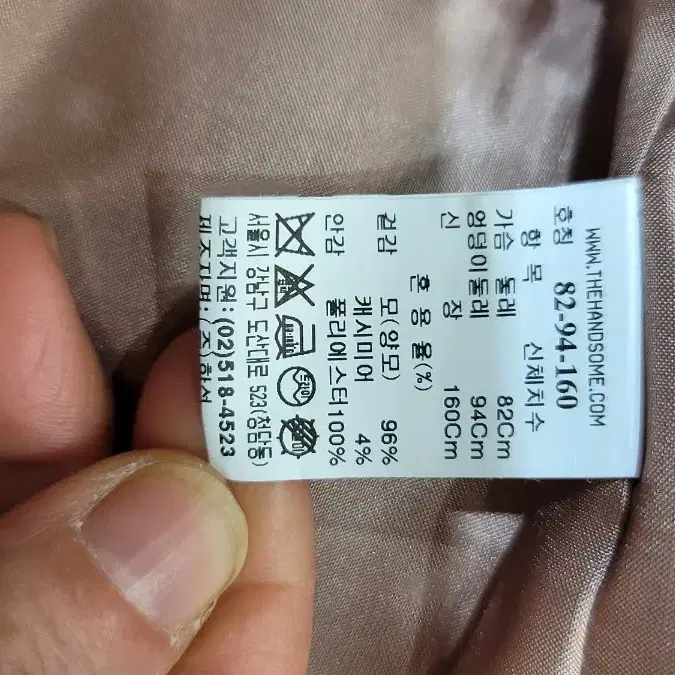 WWW.THEHANDSOME.COM
호칭 82-94-160
항목 신체치수
가슴 둘레 82Cm
엉덩이둘레 94Cm
신 장 160Cm
혼 용 율(%)
겉감 모(양모) 96%
캐시미어 4%
안감 폴리에스터100%
드라이
서울시 강남구 도산대로 523(청담동)
고객지원: (02)518-4523
제조자명: (주)한섬